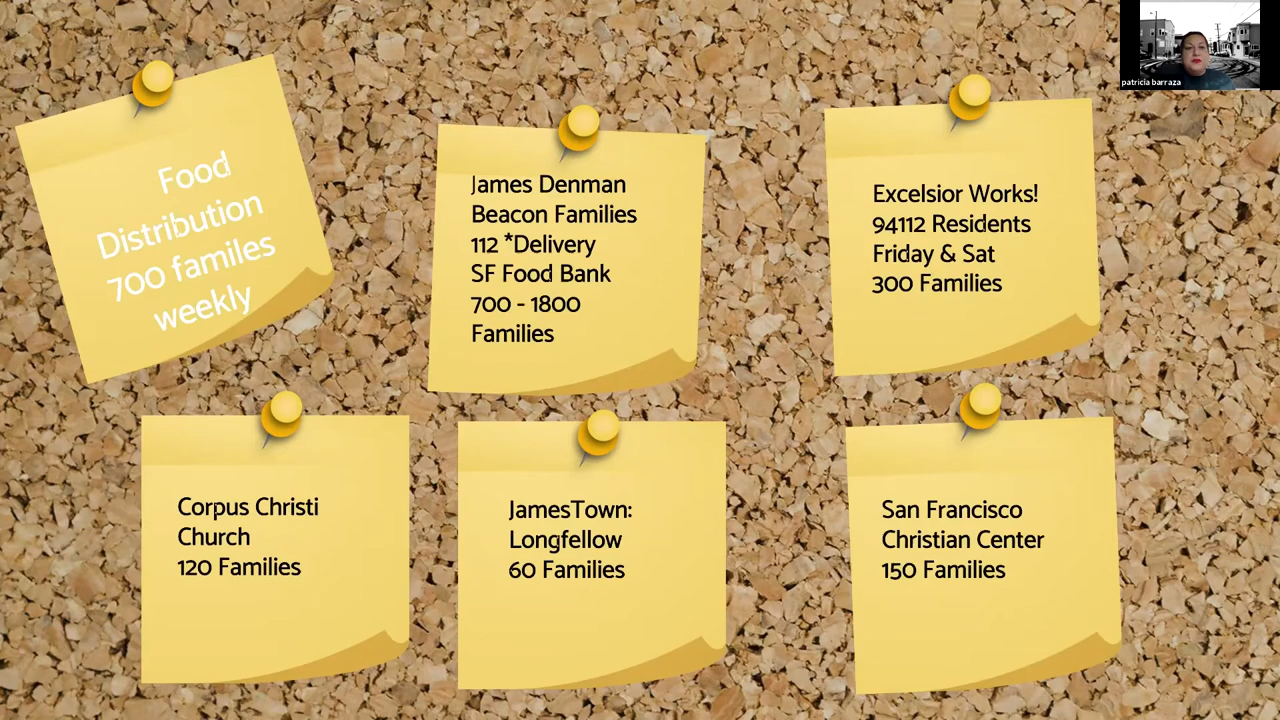 Food
Distribution
700 familes
weekly
James Denman
Beacon Families
112 *Delivery
SF Food Bank
700 - 1800
Families
Excelsior Works!
94112 Residents
Friday & Sat
300 Families
patricia barraza
Corpus Christi
Church
120 Families
JamesTown:
Longfellow
60 Families
San Francisco
Christian Center
150 Families